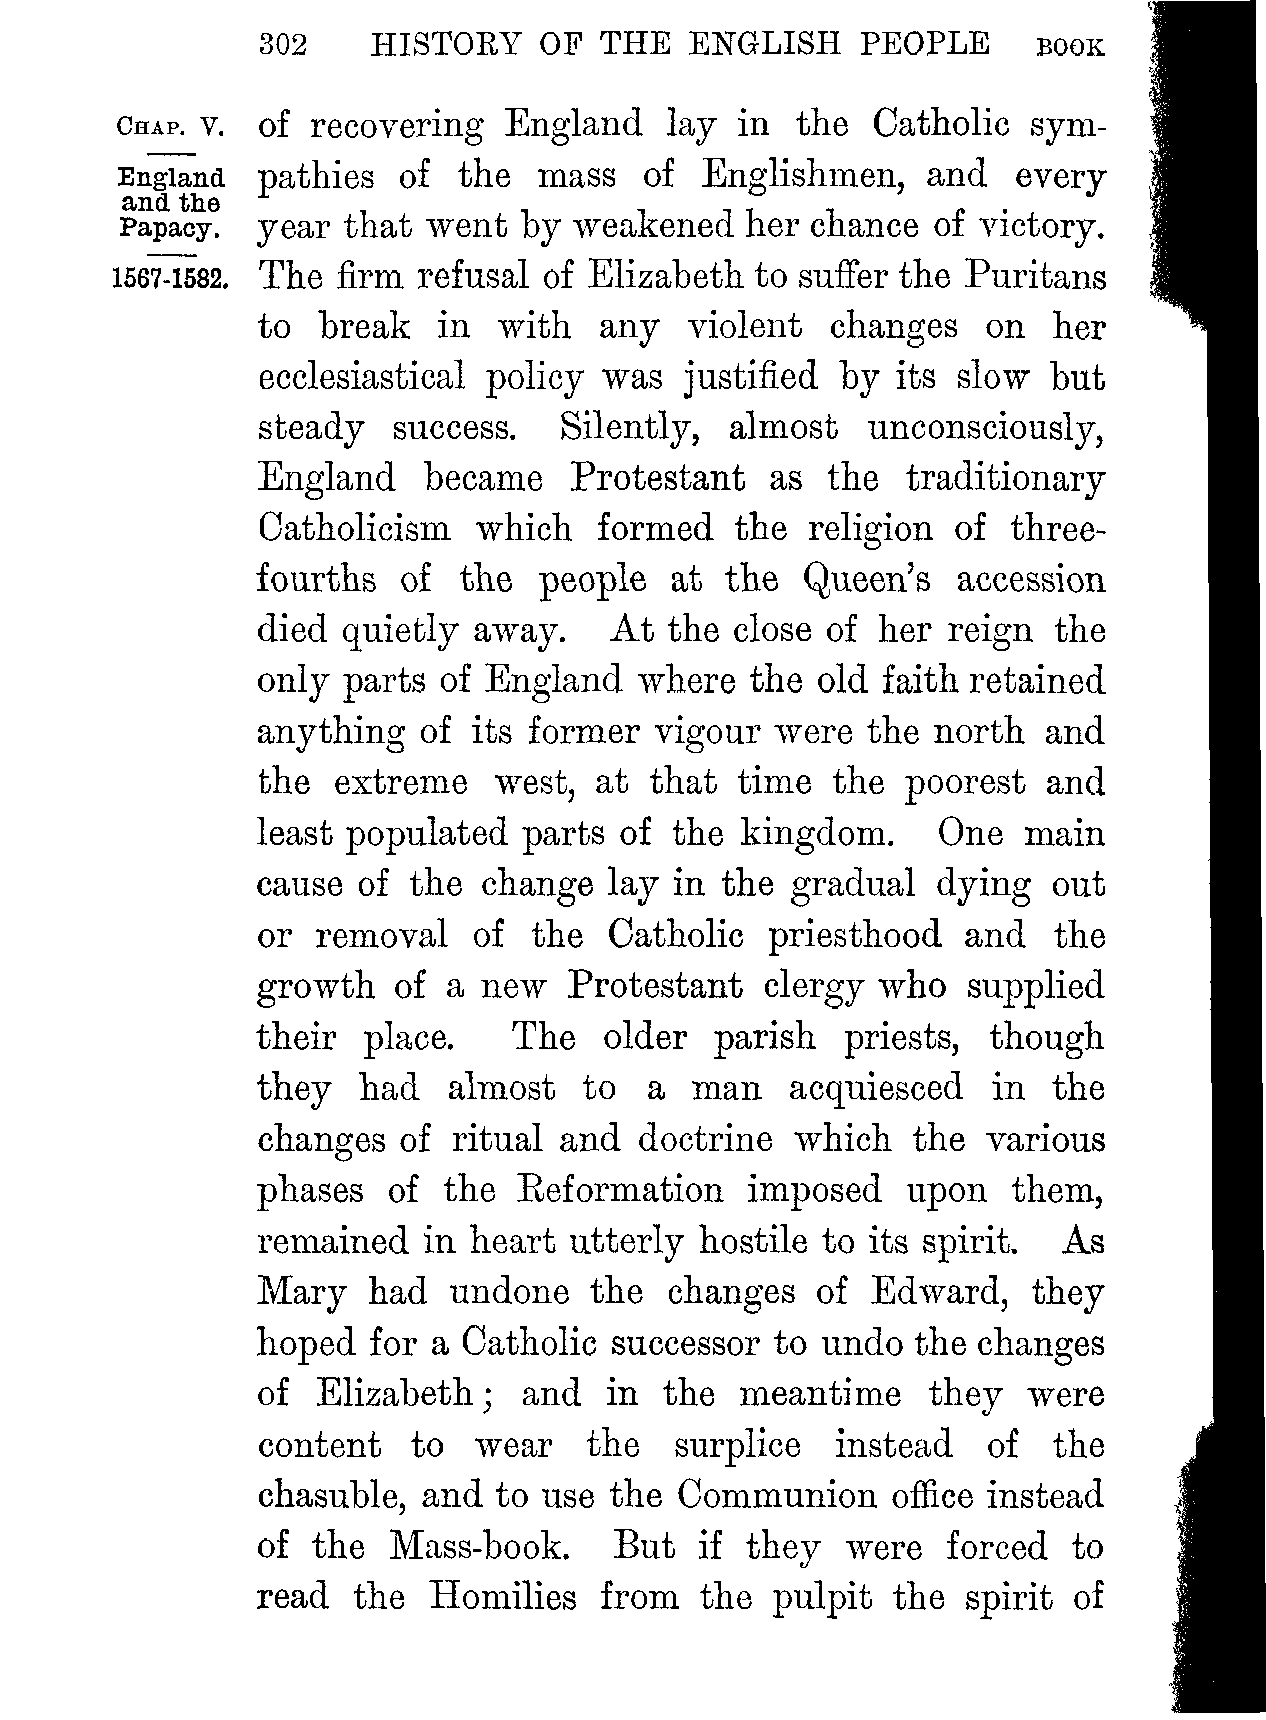 302 HISTORY OF THE ENGLISH PEOPLE BOOK
CHAP. V.
England
and the
Papacy.
1567-1582.
of recovering England lay in the Catholic sym-
pathies of the mass of Englishmen, and every
year that went by weakened her chance of victory.
The firm refusal of Elizabeth to suffer the Puritans
to break in with any violent changes on her
ecclesiastical policy was justified by its slow but
steady success. Silently, almost unconsciously,
England became Protestant as the traditionary
Catholicism which formed the religion of three-
fourths of the people at the Queen's accession
died quietly away. At the close of her reign the
only parts of England where the old faith retained
anything of its former vigour were the north and
the extreme west, at that time the poorest and
least populated parts of the kingdom. One main
cause of the change lay in the gradual dying out
or removal of the Catholic priesthood and the
growth of a new Protestant clergy who supplied
their place. The older parish priests, though
they had almost to a man acquiesced in the
changes of ritual and doctrine which the various
phases of the Reformation imposed upon them,
remained in heart utterly hostile to its spirit. As
Mary had undone the changes of Edward, they
hoped for a Catholic successor to undo the changes
of Elizabeth; and in the meantime they were
content to wear the surplice instead of the
chasuble, and to use the Communion office instead
of the Mass-book. But if they were forced to
read the Homilies from the pulpit the spirit of